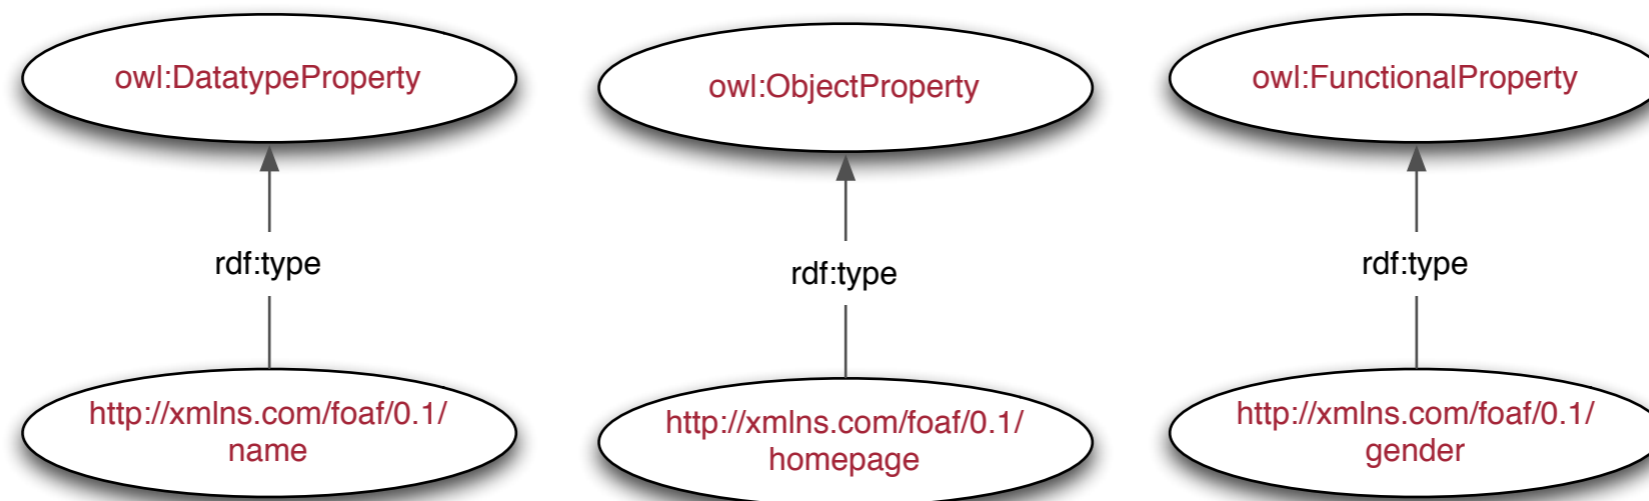 owl:DatatypeProperty
owl:ObjectProperty
owl:FunctionalProperty
rdf:type
rdf:type
rdf:type
http://xmlns.com/foaf/0.1/
name
http://xmlns.com/foaf/0.1/
homepage
http://xmlns.com/foaf/0.1/
gender